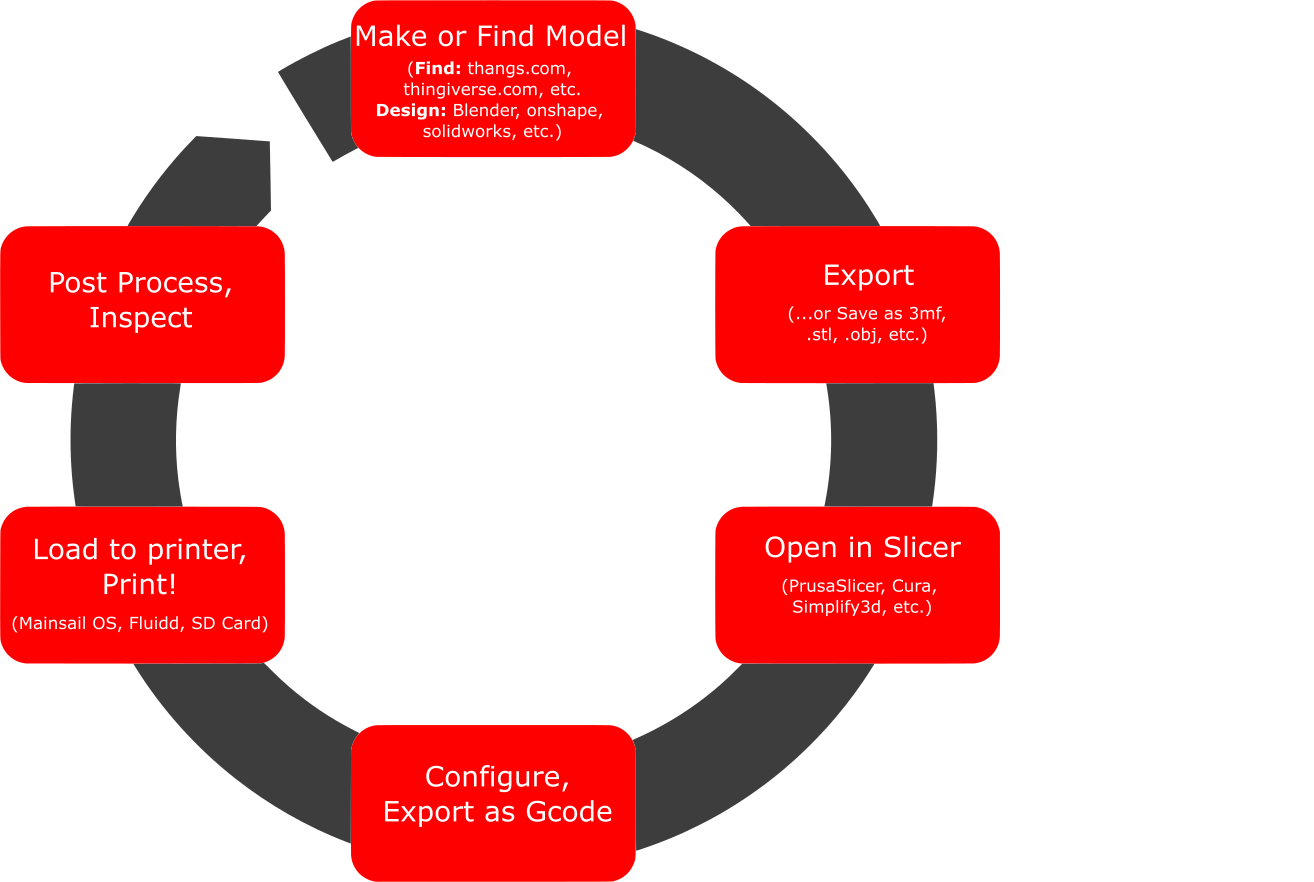 Make or Find Model
(Find: thangs.com,
thingiverse.com, etc.
Design: Blender, onshape,
solidworks, etc.)
Export
(...or Save as 3mf,
.stl, .obj, etc.)
Open in Slicer
(PrusaSlicer, Cura,
Simplify3d, etc.)
Configure,
Export as Gcode
Load to printer,
Print!
(Mainsail OS, Fluidd, SD Card)
Post Process,
Inspect